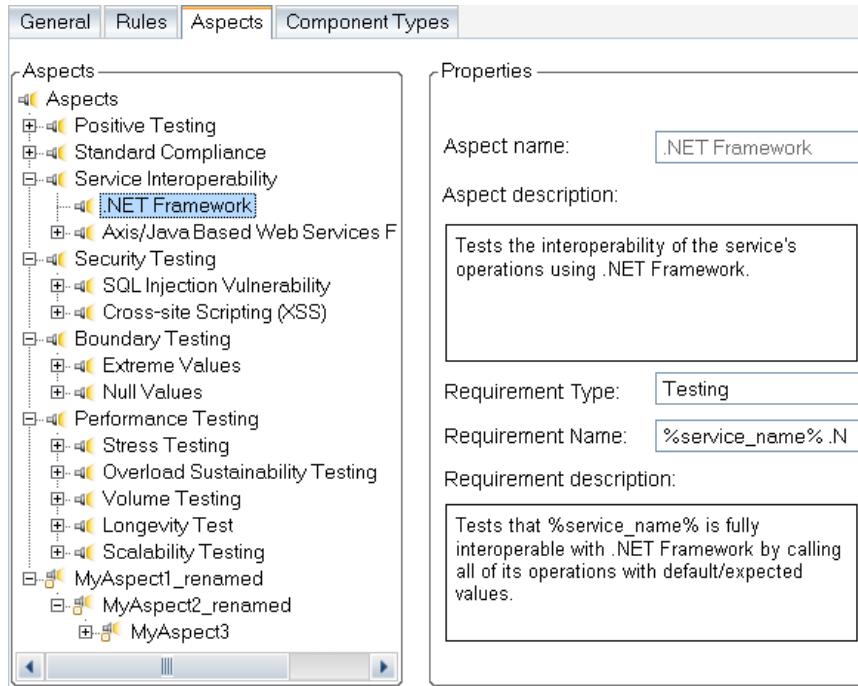 General Rules Aspects Component Types
Aspects
Aspects
Positive Testing
Standard Compliance
Service Interoperability
.NET Framework
Axis/Java Based Web Services F
Security Testing
SQL Injection Vulnerability
Cross-site Scripting (XSS)
Boundary Testing
Extreme Values
Null Values
Performance Testing
Stress Testing
Overload Sustainability Testing
Volume Testing
Longevity Test
Scalability Testing
MyAspect1_renamed
MyAspect2_renamed
MyAspect3
Properties
Aspect name: .NET Framework
Aspect description:
Tests the interoperability of the service's
operations using .NET Framework.
Requirement Type: Testing
Requirement Name: %service_name% .N
Requirement description:
Tests that %service_name% is fully
interoperable with .NET Framework by calling
all of its operations with default/expected
values.